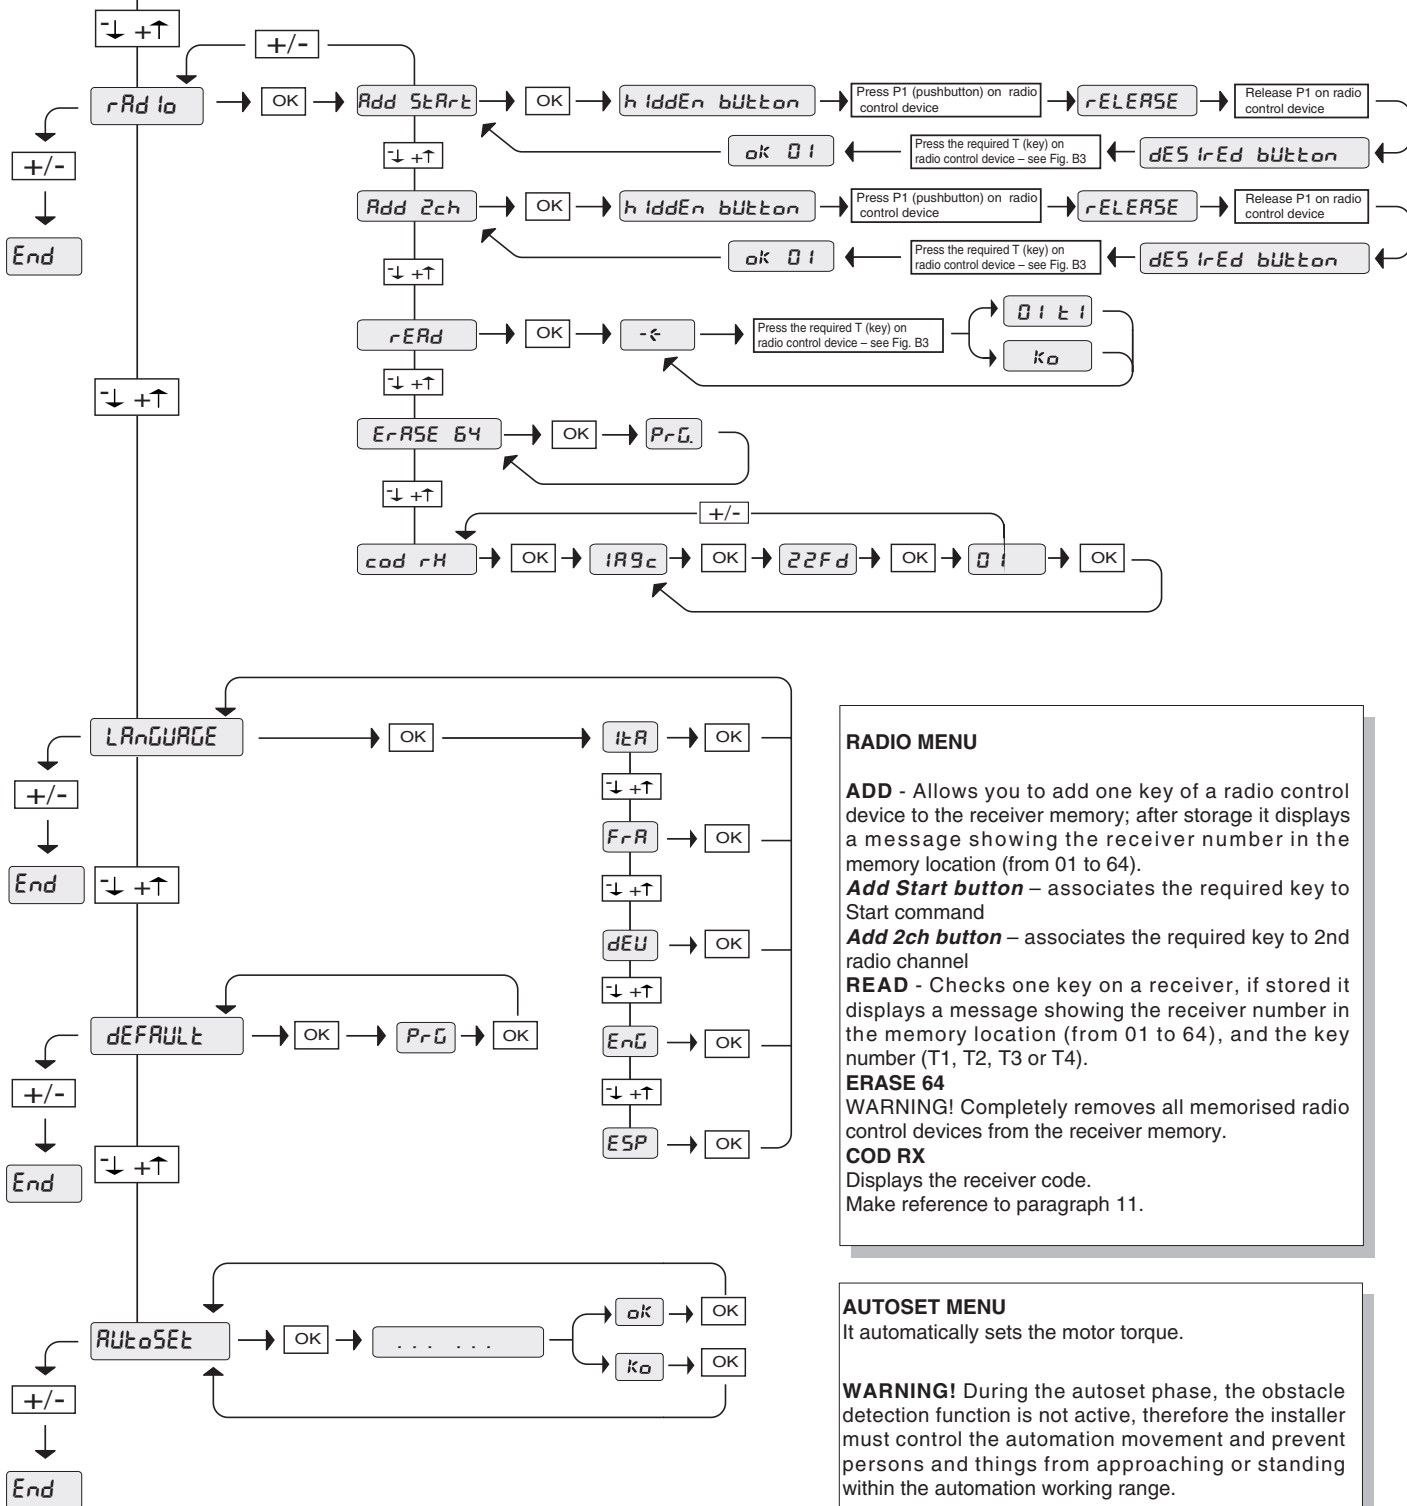 -↓ +↑
+/-
rAdIo
OK
Add StArt
OK
hIddEn bUtton
Press P1 (pushbutton) on radio
control device
rELEASE
Release P1 on radio
control device
+/-
End
-↓ +↑
ok 01
Press the required T (key) on
radio control device – see Fig. B3
dESIrEd bUtton
Add 2ch
OK
hIddEn bUtton
Press P1 (pushbutton) on radio
control device
rELEASE
Release P1 on radio
control device
-↓ +↑
ok 01
Press the required T (key) on
radio control device – see Fig. B3
dESIrEd bUtton
rEAd
OK
-<-
Press the required T (key) on
radio control device – see Fig. B3
01 t1
Ko
-↓ +↑
-↓ +↑
ErASE 64
OK
PrG.
-↓ +↑
+/-
cod rH
OK
1A9c
OK
22Fd
OK
01
OK
LAnGUAGE
OK
ItA
OK
+/-
End
-↓ +↑
-↓ +↑
FrA
OK
-↓ +↑
dEU
OK
-↓ +↑
EnG
OK
-↓ +↑
ESP
OK
dEFAULt
OK
PrG
OK
+/-
End
-↓ +↑
AUtoSEt
OK
... ...
ok
OK
Ko
OK
+/-
End
RADIO MENU
ADD - Allows you to add one key of a radio control
device to the receiver memory; after storage it displays
a message showing the receiver number in the
memory location (from 01 to 64).
Add Start button – associates the required key to
Start command
Add 2ch button – associates the required key to 2nd
radio channel
READ - Checks one key on a receiver, if stored it
displays a message showing the receiver number in
the memory location (from 01 to 64), and the key
number (T1, T2, T3 or T4).
ERASE 64
WARNING! Completely removes all memorised radio
control devices from the receiver memory.
COD RX
Displays the receiver code.
Make reference to paragraph 11.
AUTOSET MENU
It automatically sets the motor torque.
WARNING! During the autoset phase, the obstacle
detection function is not active, therefore the installer
must control the automation movement and prevent
persons and things from approaching or standing
within the automation working range.